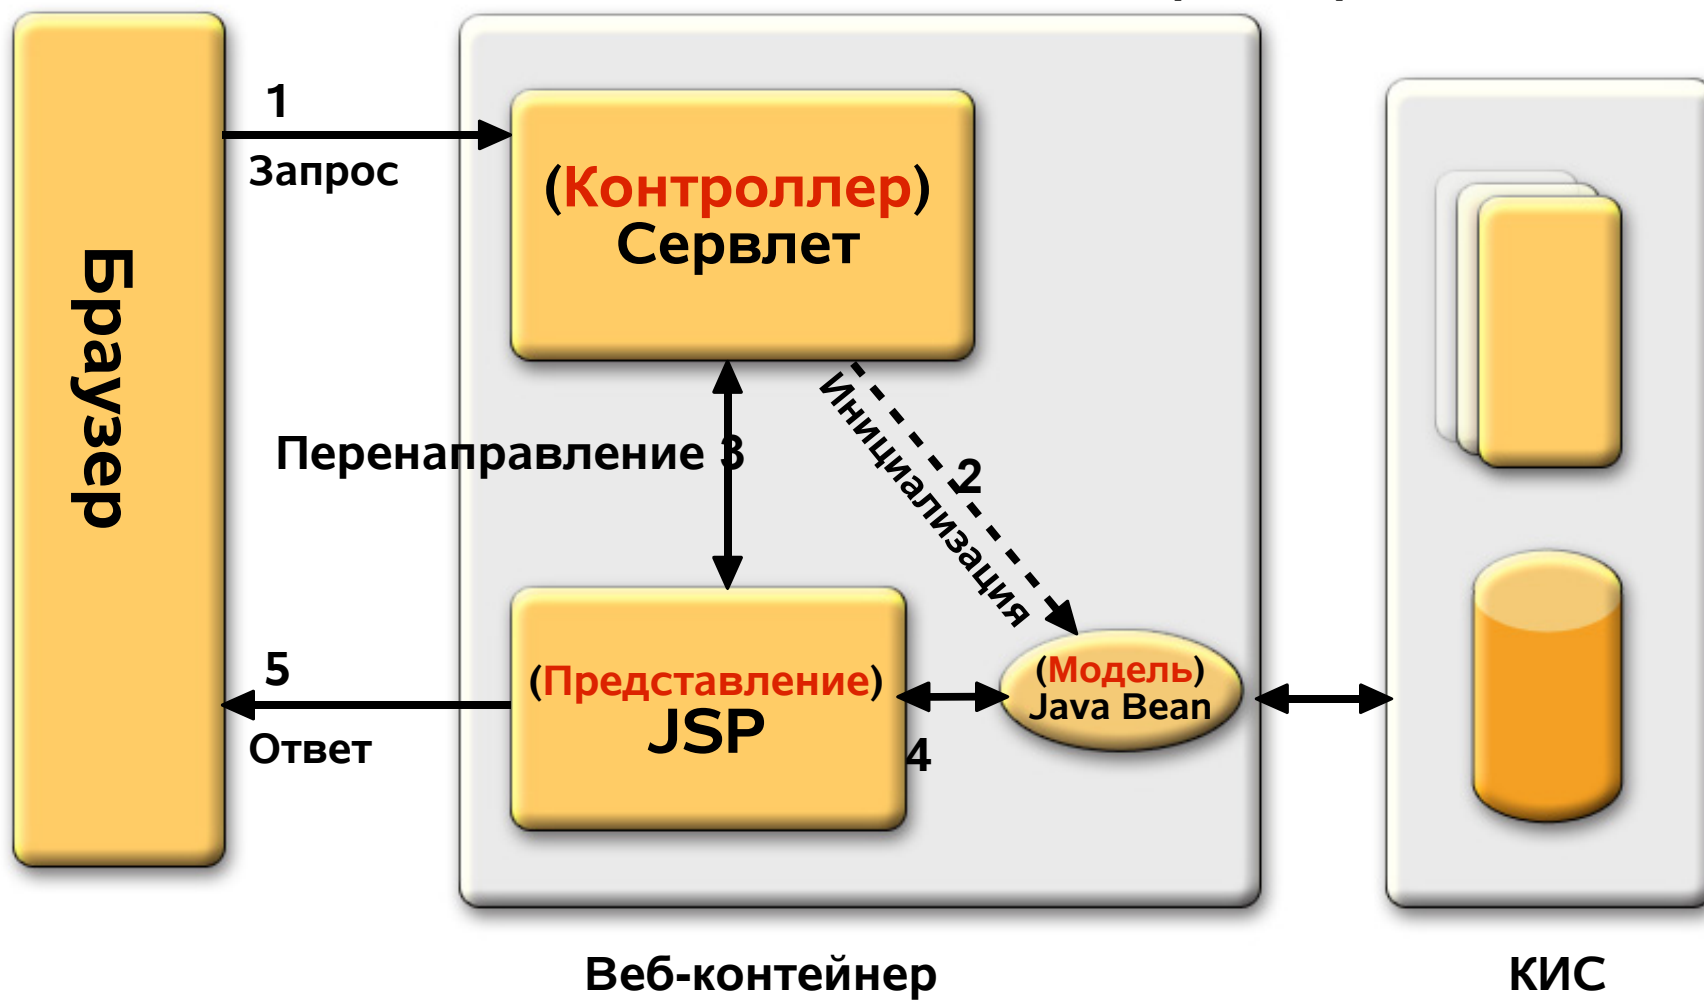 1
Запрос
(Контроллер)
Сервлет
Браузер
Перенаправление 3
Инициализация
2
5
Ответ
(Представление)
JSP
4
(Модель)
Java Bean
Веб-контейнер
КИС